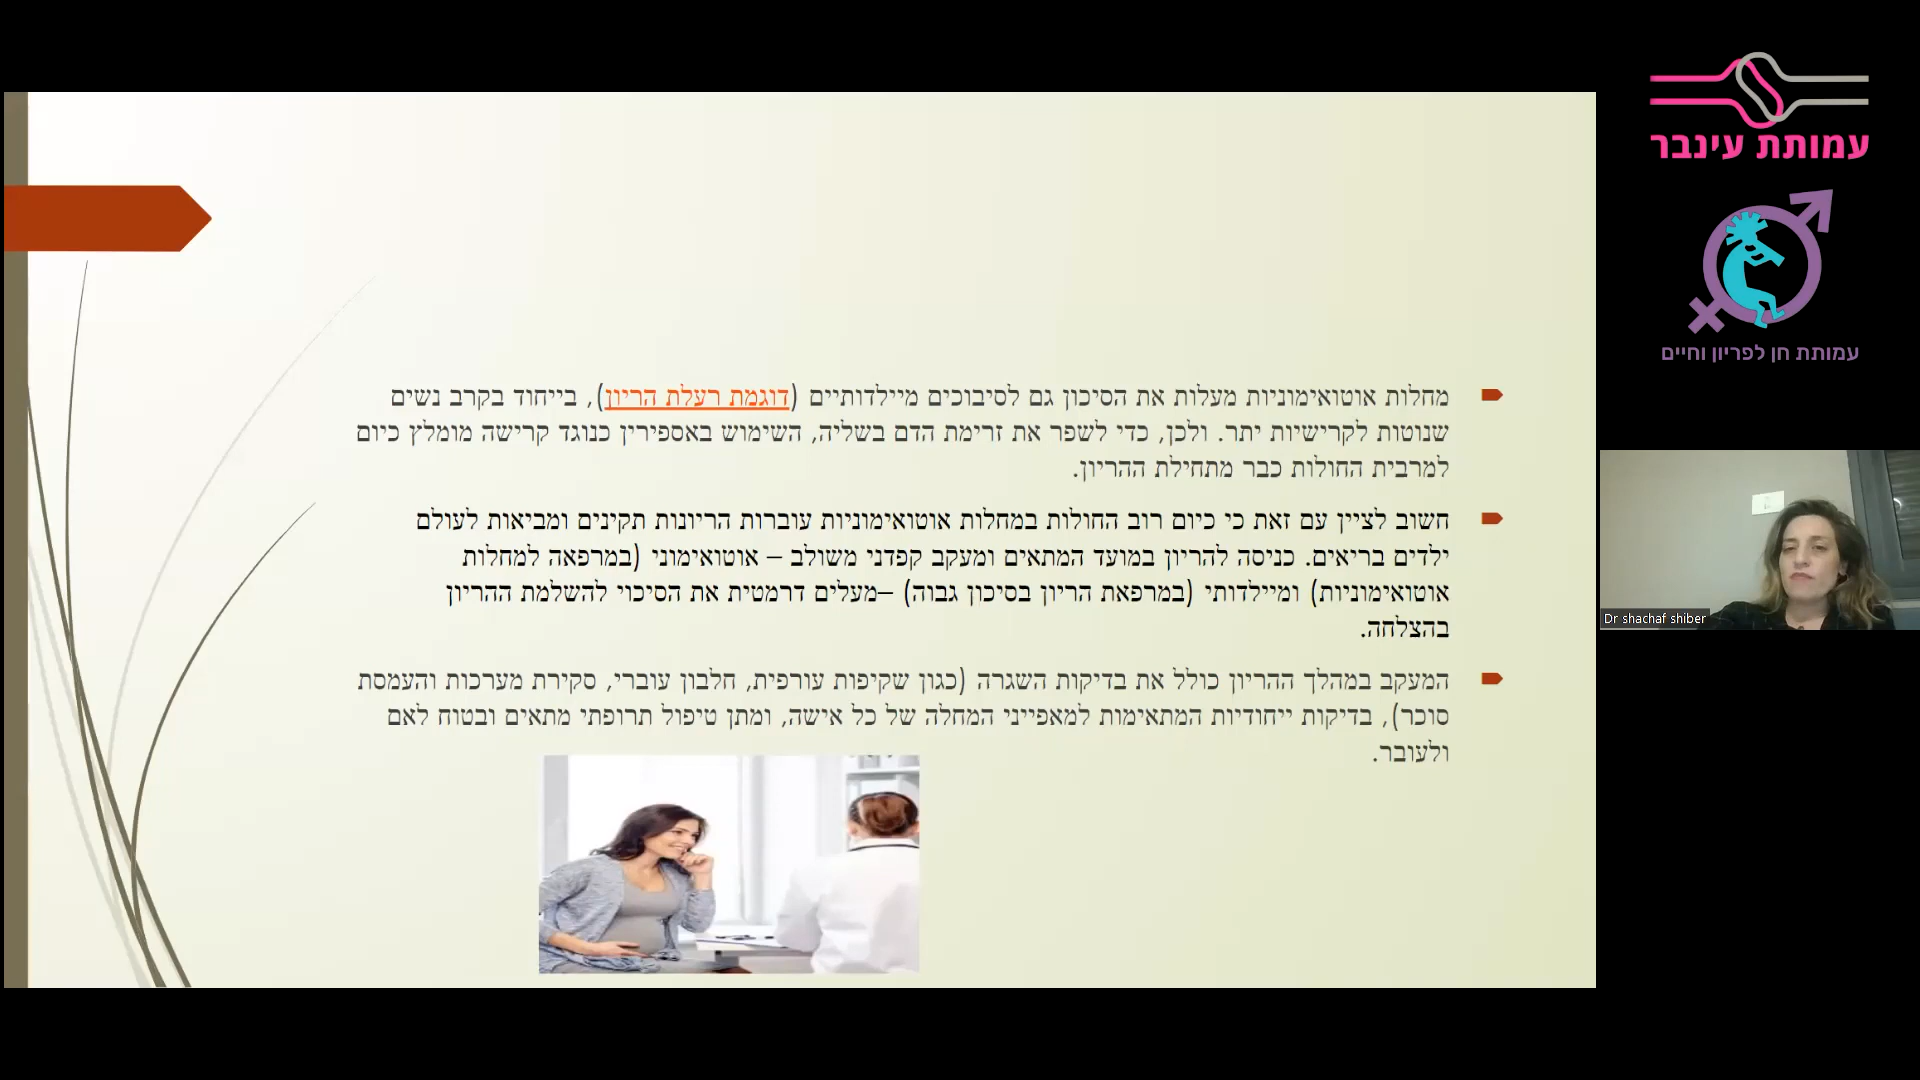 מחלות אוטואימוניות מעלות את הסיכון גם לסיבוכים מיילדותיים (דוגמת רעלת הריון), בייחוד בקרב נשים
שנוטות לקרישיות יתר. ולכן, כדי לשפר את זרימת הדם בשליה, השימוש באספירין כנוגד קרישה מומלץ כיום
למרבית החולות כבר מתחילת ההריון.
חשוב לציין עם זאת כי כיום רוב החולות במחלות אוטואימוניות עוברות הריונות תקינים ומביאות לעולם
ילדים בריאים. כניסה להריון במועד המתאים ומעקב קפדני משולב – אוטואימוני (במרפאה למחלות
אוטואימוניות) ומיילדותי (במרפאת הריון בסיכון גבוה) –מעלים דרמטית את הסיכוי להשלמת ההריון
בהצלחה.
המעקב במהלך ההריון כולל את בדיקות השגרה (כגון שקיפות עורפית, חלבון עוברי, סקירת מערכות והעמסת
סוכר), בדיקות ייחודיות המתאימות למאפייני המחלה של כל אישה, ומתן טיפול תרופתי מתאים ובטוח לאם
ולעובר.
עמותת עינבר
עמותת חן לפריון וחיים
Dr shachaf shiber